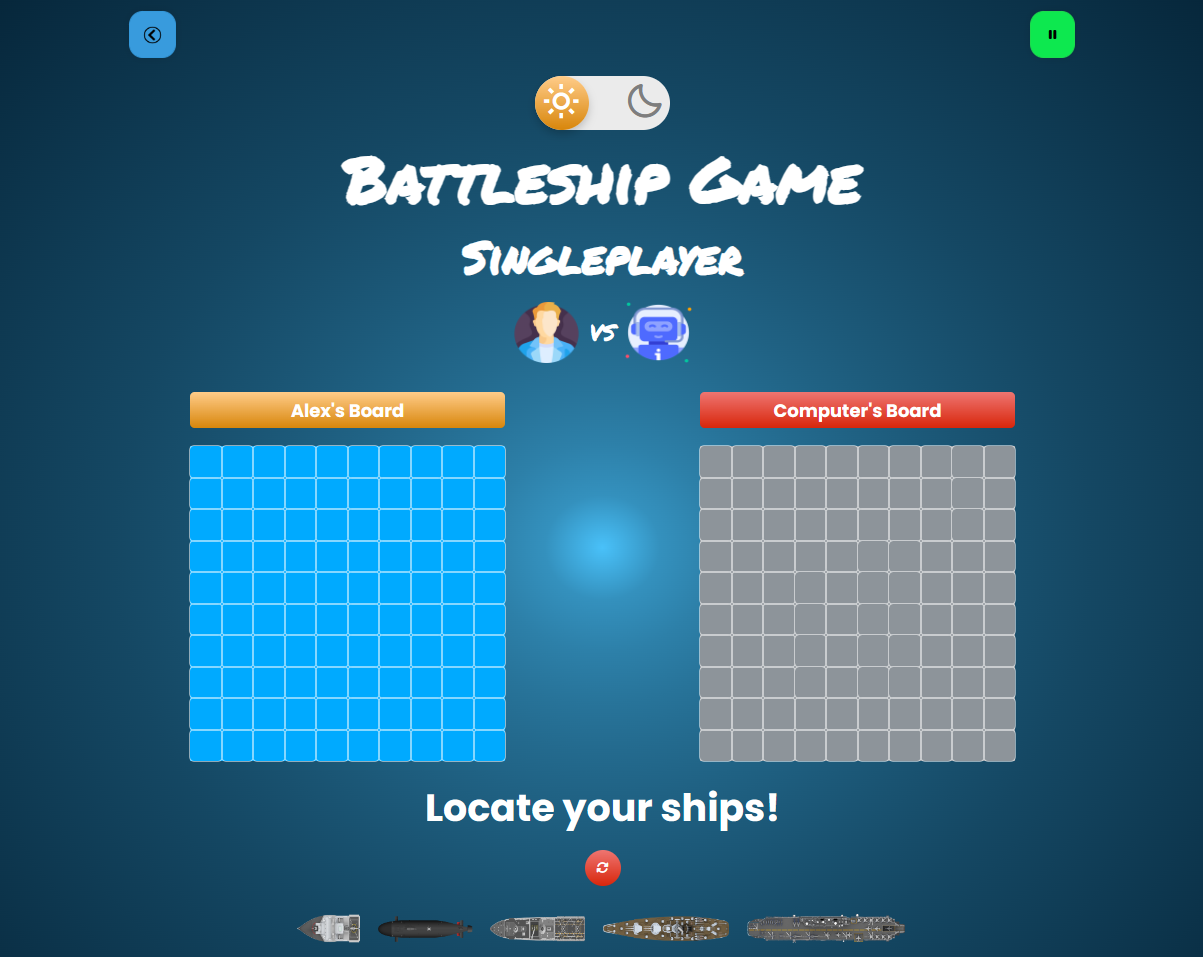 Battleship Game
Singleplayer
vs
Alex's Board
Computer's Board
Locate your ships!